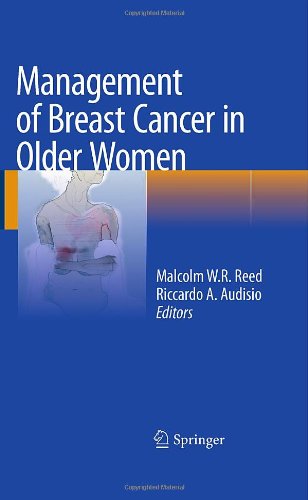 Management
of Breast Cancer in
Older Women
Malcolm W.R. Reed
Riccardo A. Audisio
Editors
Springer